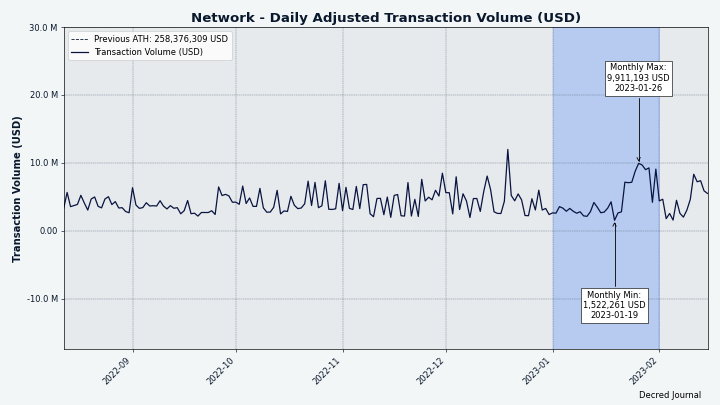 Network - Daily Adjusted Transaction Volume (USD)
30.0 M
Previous ATH: 258,376,309 USD
Transaction Volume (USD)
Monthly Max:
9,911,193 USD
2023-01-26
20.0 M
10.0 M
Transaction Volume (USD)
0.00
-10.0 M
Monthly Min:
1,522,261 USD
2023-01-19
2022-09
2022-10
2022-11
2022-12
2023-01
2023-02
Decred Journal